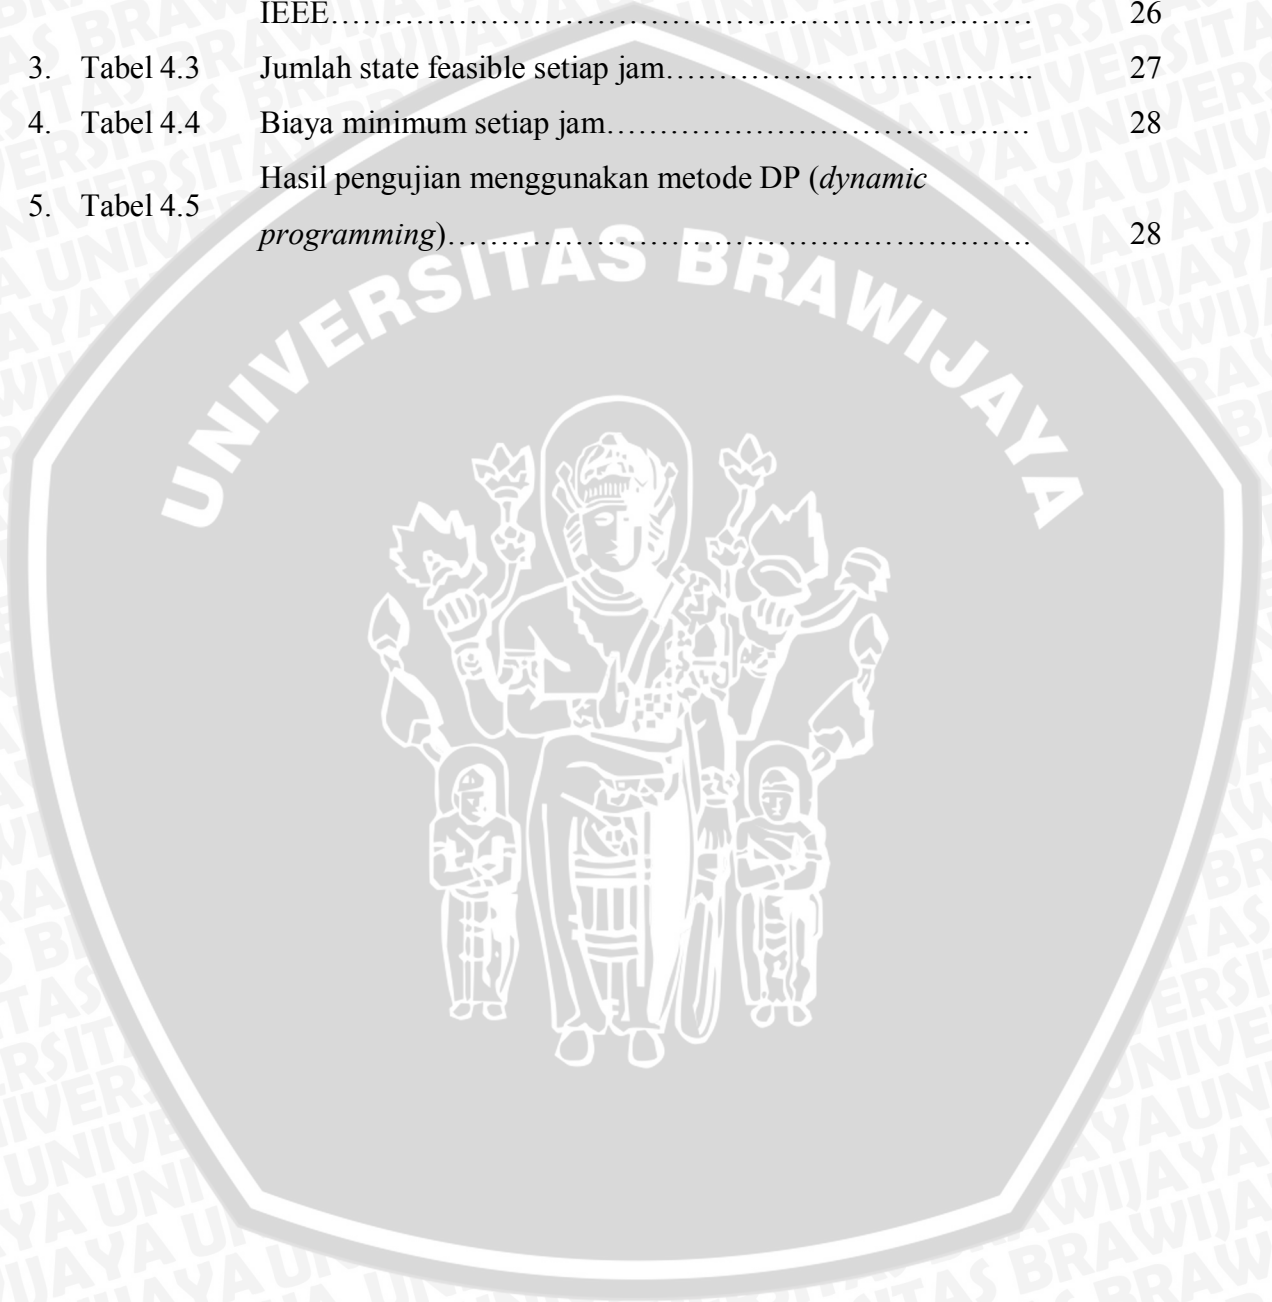 IEEE…………………………………………………………………… 26
3. Tabel 4.3 Jumlah state feasible setiap jam…………………………….. 27
4. Tabel 4.4 Biaya minimum setiap jam…………………………………. 28
5. Tabel 4.5 Hasil pengujian menggunakan metode DP (dynamic
programming)………………………………………………. 28
UNIVERSITAS BRAWIJAYA